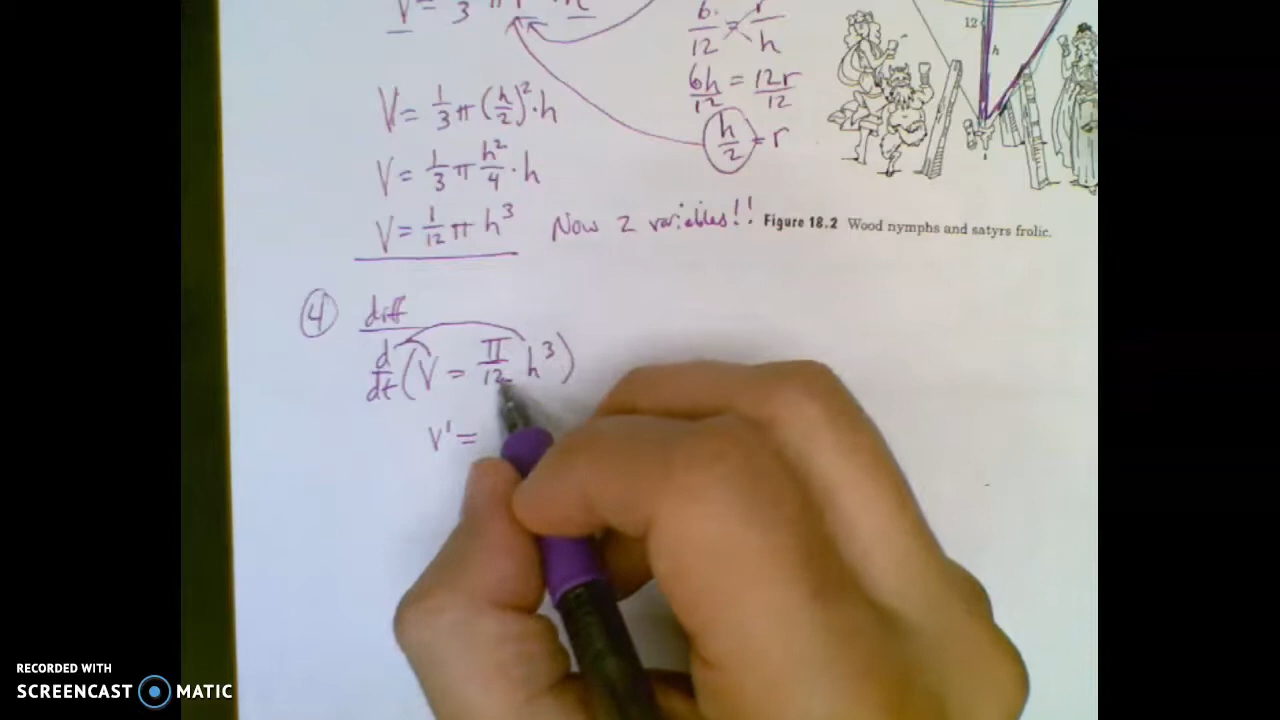 V = 1/3 π
6/12 = r/h
12
h
6h/12 = 12r/12
h/2 = r
V = 1/3 π (h/2)² · h
V = 1/3 π h²/4 · h
V = 1/12 π h³ Now 2 variables!!
Figure 18.2 Wood nymphs and satyrs frolic.
④ diff
d/dt (V = π/12 h³)
V' =
RECORDED WITH
SCREENCAST MATIC